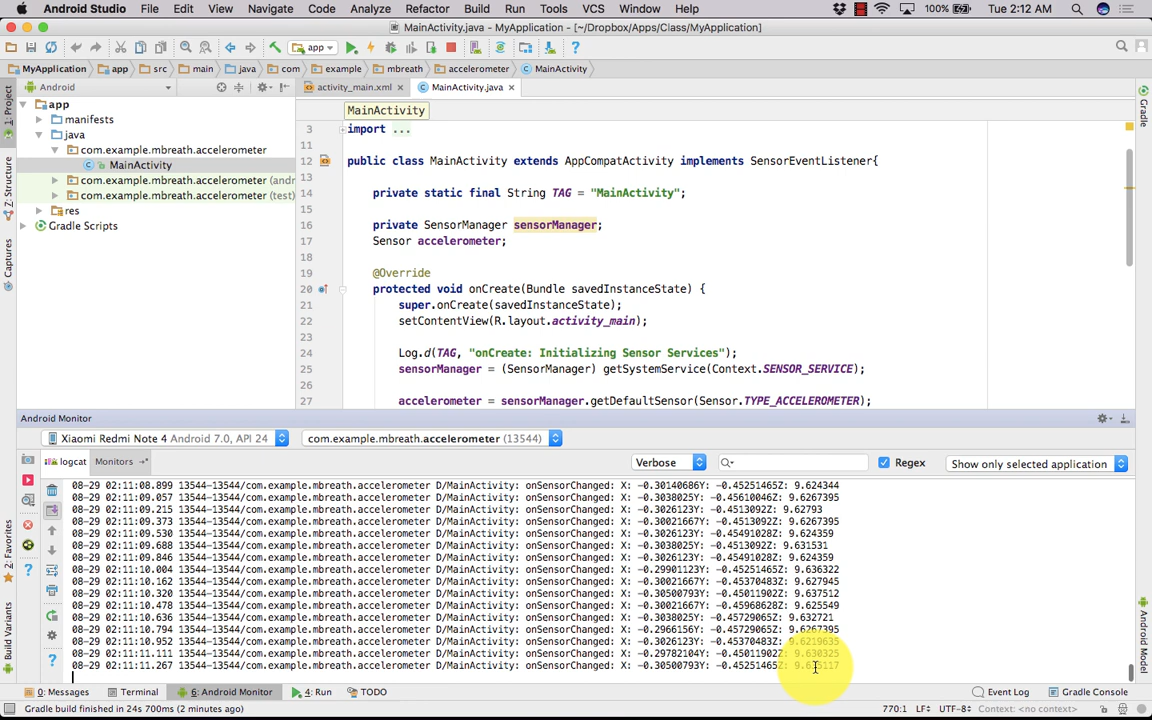 Android Studio File Edit View Navigate Code Analyze Refactor Build Run Tools VCS Window Help 100% Tue 2:12 AM
MainActivity.java - MyApplication - [~/Dropbox/Apps/Class/MyApplication]
app
MyApplication app src main java com example mbreath accelerometer MainActivity
Android activity_main.xml MainActivity.java
1: Project
Z: Structure
Captures
2: Favorites
Build Variants
Gradle
Android Model
app
manifests
java
com.example.mbreath.accelerometer
MainActivity
com.example.mbreath.accelerometer (andr
com.example.mbreath.accelerometer (test)
res
Gradle Scripts
MainActivity
3 import ...
11
12 public class MainActivity extends AppCompatActivity implements SensorEventListener{
13
14 private static final String TAG = "MainActivity";
15
16 private SensorManager sensorManager;
17 Sensor accelerometer;
18
19 @Override
20 protected void onCreate(Bundle savedInstanceState) {
21 super.onCreate(savedInstanceState);
22 setContentView(R.layout.activity_main);
23
24 Log.d(TAG, "onCreate: Initializing Sensor Services");
25 sensorManager = (SensorManager) getSystemService(Context.SENSOR_SERVICE);
26
27 accelerometer = sensorManager.getDefaultSensor(Sensor.TYPE_ACCELEROMETER);
Android Monitor
Xiaomi Redmi Note 4 Android 7.0, API 24 com.example.mbreath.accelerometer (13544)
logcat Monitors Verbose Regex Show only selected application
08-29 02:11:08.899 13544-13544/com.example.mbreath.accelerometer D/MainActivity: onSensorChanged: X: -0.30140686Y: -0.45251465Z: 9.624344
08-29 02:11:09.057 13544-13544/com.example.mbreath.accelerometer D/MainActivity: onSensorChanged: X: -0.3038025Y: -0.45610046Z: 9.6267395
08-29 02:11:09.215 13544-13544/com.example.mbreath.accelerometer D/MainActivity: onSensorChanged: X: -0.3026123Y: -0.4513092Z: 9.62793
08-29 02:11:09.373 13544-13544/com.example.mbreath.accelerometer D/MainActivity: onSensorChanged: X: -0.30021667Y: -0.4513092Z: 9.6267395
08-29 02:11:09.530 13544-13544/com.example.mbreath.accelerometer D/MainActivity: onSensorChanged: X: -0.3026123Y: -0.45491028Z: 9.624359
08-29 02:11:09.688 13544-13544/com.example.mbreath.accelerometer D/MainActivity: onSensorChanged: X: -0.3038025Y: -0.4513092Z: 9.631531
08-29 02:11:09.846 13544-13544/com.example.mbreath.accelerometer D/MainActivity: onSensorChanged: X: -0.3026123Y: -0.45491028Z: 9.624359
08-29 02:11:10.004 13544-13544/com.example.mbreath.accelerometer D/MainActivity: onSensorChanged: X: -0.29901123Y: -0.45251465Z: 9.636322
08-29 02:11:10.162 13544-13544/com.example.mbreath.accelerometer D/MainActivity: onSensorChanged: X: -0.30021667Y: -0.45370483Z: 9.627945
08-29 02:11:10.320 13544-13544/com.example.mbreath.accelerometer D/MainActivity: onSensorChanged: X: -0.30500793Y: -0.45011902Z: 9.637512
08-29 02:11:10.478 13544-13544/com.example.mbreath.accelerometer D/MainActivity: onSensorChanged: X: -0.30021667Y: -0.45968628Z: 9.625549
08-29 02:11:10.636 13544-13544/com.example.mbreath.accelerometer D/MainActivity: onSensorChanged: X: -0.3038025Y: -0.45729065Z: 9.632721
08-29 02:11:10.794 13544-13544/com.example.mbreath.accelerometer D/MainActivity: onSensorChanged: X: -0.2966156Y: -0.45729065Z: 9.6267395
08-29 02:11:10.952 13544-13544/com.example.mbreath.accelerometer D/MainActivity: onSensorChanged: X: -0.3026123Y: -0.45370483Z: 9.6219635
08-29 02:11:11.111 13544-13544/com.example.mbreath.accelerometer D/MainActivity: onSensorChanged: X: -0.29782104Y: -0.45011902Z: 9.630325
08-29 02:11:11.267 13544-13544/com.example.mbreath.accelerometer D/MainActivity: onSensorChanged: X: -0.30500793Y: -0.45251465Z:
0: Messages Terminal 6: Android Monitor 4: Run TODO Event Log Gradle Console
Gradle build finished in 24s 700ms (2 minutes ago) 770:1 LF UTF-8 Context: <no context>